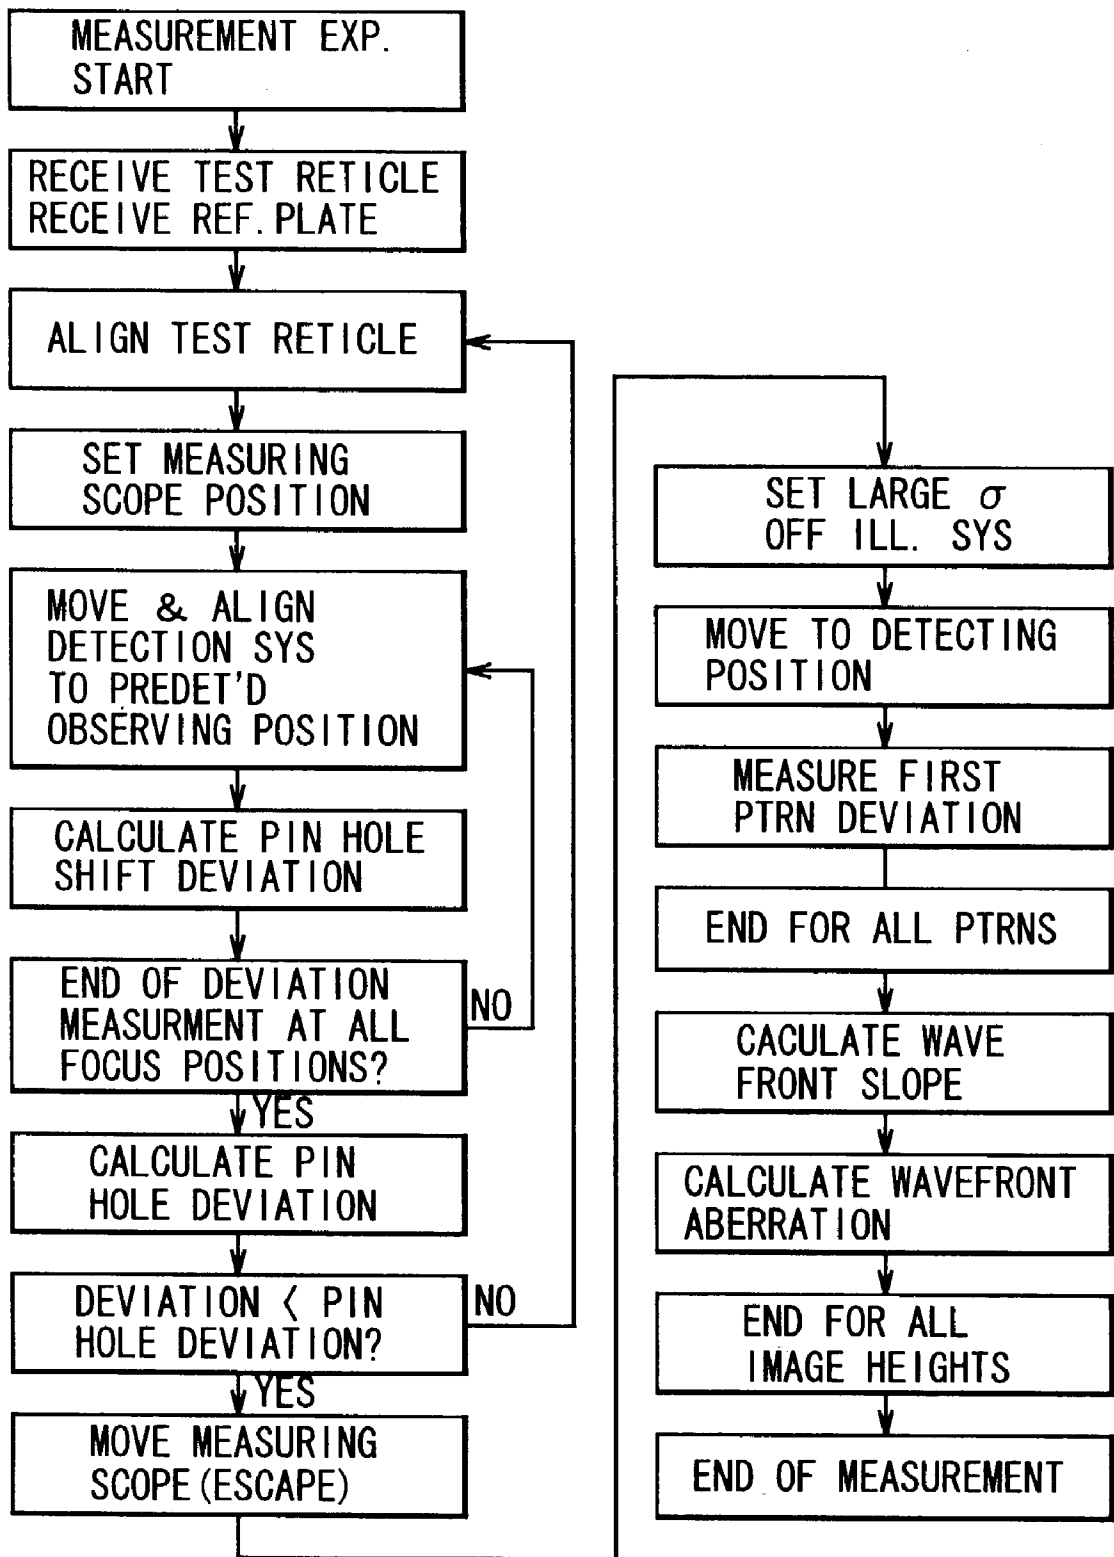 MEASUREMENT EXP.
START
RECEIVE TEST RETICLE
RECEIVE REF. PLATE
ALIGN TEST RETICLE
SET MEASURING
SCOPE POSITION
MOVE & ALIGN
DETECTION SYS
TO PREDET'D
OBSERVING POSITION
CALCULATE PIN HOLE
SHIFT DEVIATION
END OF DEVIATION
MEASURMENT AT ALL
FOCUS POSITIONS?
NO
YES
CALCULATE PIN
HOLE DEVIATION
DEVIATION < PIN
HOLE DEVIATION?
NO
YES
MOVE MEASURING
SCOPE(ESCAPE)
SET LARGE σ
OFF ILL. SYS
MOVE TO DETECTING
POSITION
MEASURE FIRST
PTRN DEVIATION
END FOR ALL PTRNS
CACULATE WAVE
FRONT SLOPE
CALCULATE WAVEFRONT
ABERRATION
END FOR ALL
IMAGE HEIGHTS
END OF MEASUREMENT